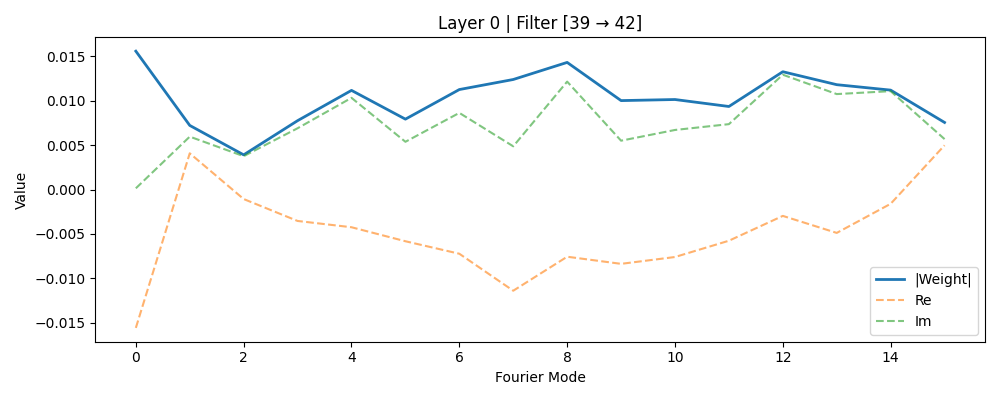 Layer 0 | Filter [39 → 42]
Value
0.015
0.010
0.005
0.000
−0.005
−0.010
−0.015
|Weight|
Re
Im
0 2 4 6 8 10 12 14
Fourier Mode